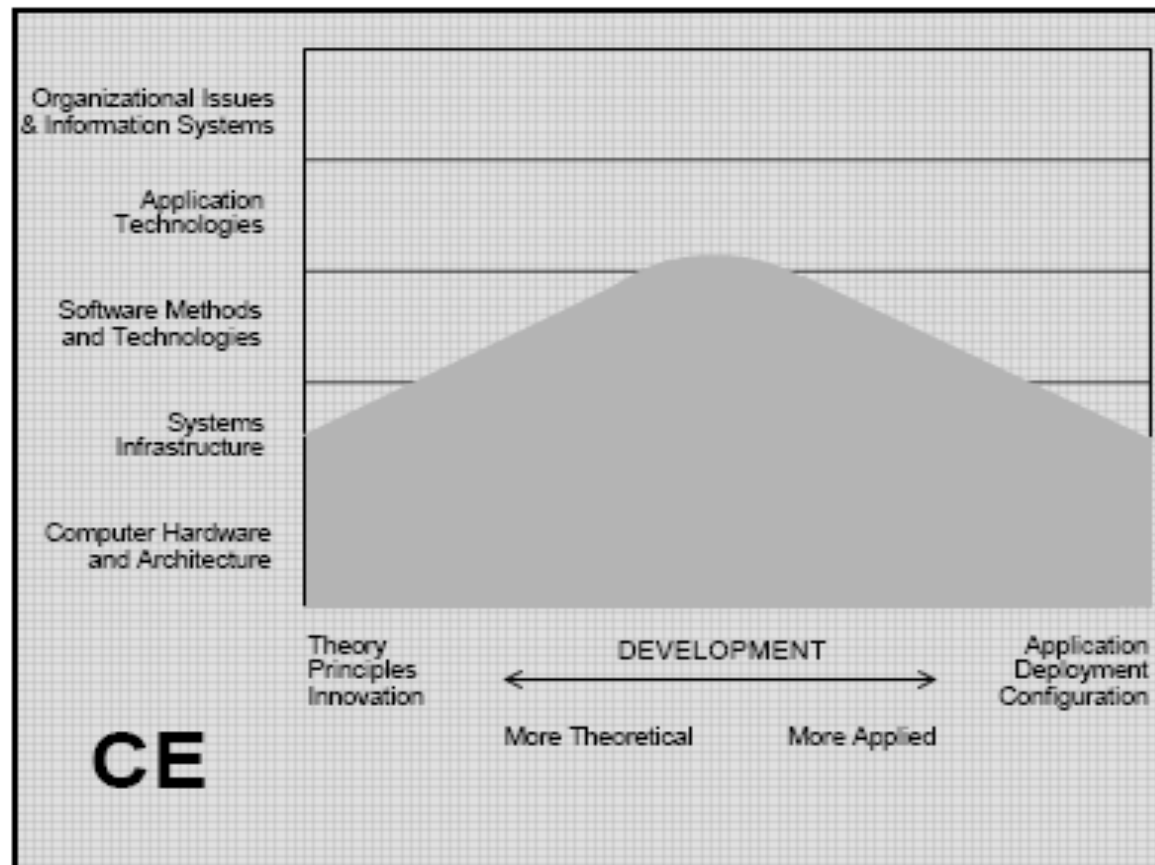 Organizational Issues
& Information Systems
Application
Technologies
Software Methods
and Technologies
Systems
Infrastructure
Computer Hardware
and Architecture
Theory
Principles
Innovation
DEVELOPMENT
More Theoretical
More Applied
Application
Deployment
Configuration
CE